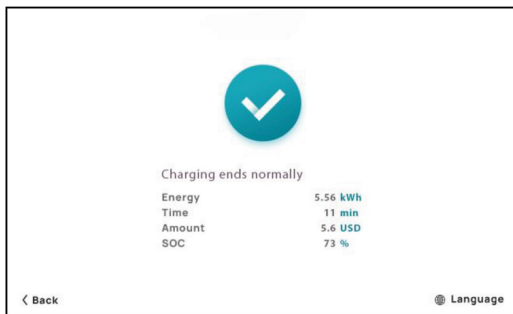 Charging ends normally
Energy 5.56 kWh
Time 11 min
Amount 5.6 USD
SOC 73 %
< Back
Language